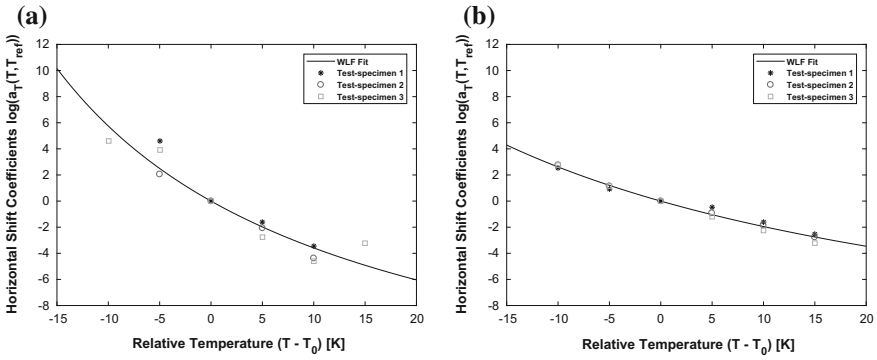 (a)
Horizontal Shift Coefficients log(a_T(T,T_ref))
12
10
8
6
4
2
0
-2
-4
-6
-8
-15 -10 -5 0 5 10 15 20
Relative Temperature (T - T_0) [K]
WLF Fit
Test-specimen 1
Test-specimen 2
Test-specimen 3
(b)
Horizontal Shift Coefficients log(a_T(T,T_ref))
12
10
8
6
4
2
0
-2
-4
-6
-8
-15 -10 -5 0 5 10 15 20
Relative Temperature (T - T_0) [K]
WLF Fit
Test-specimen 1
Test-specimen 2
Test-specimen 3